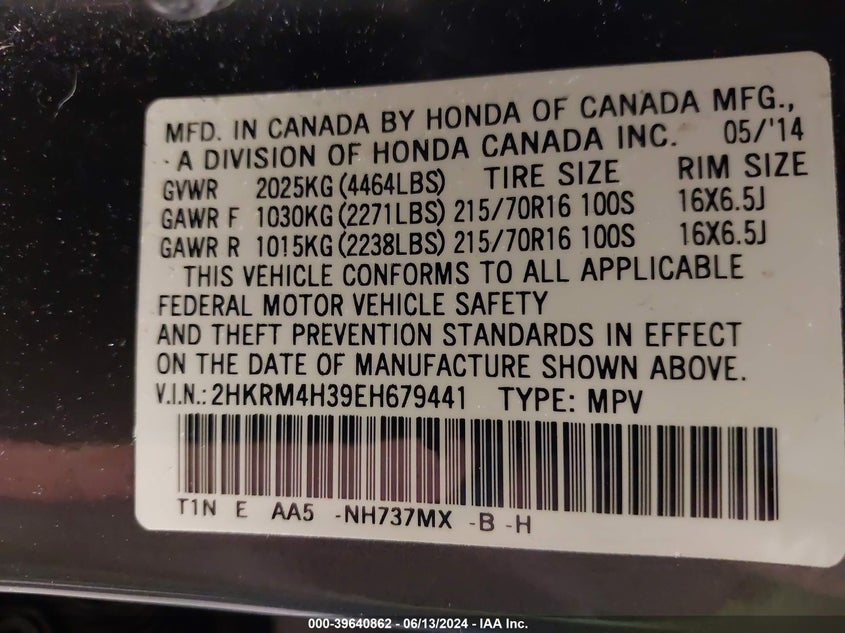 MFD. IN CANADA BY HONDA OF CANADA MFG.,
A DIVISION OF HONDA CANADA INC. 05/'14
GVWR 2025KG (4464LBS) TIRE SIZE RIM SIZE
GAWR F 1030KG (2271LBS) 215/70R16 100S 16X6.5J
GAWR R 1015KG (2238LBS) 215/70R16 100S 16X6.5J
THIS VEHICLE CONFORMS TO ALL APPLICABLE
FEDERAL MOTOR VEHICLE SAFETY
AND THEFT PREVENTION STANDARDS IN EFFECT
ON THE DATE OF MANUFACTURE SHOWN ABOVE.
V.I.N.: 2HKRM4H39EH679441 TYPE: MPV
T1N E AA5 -NH737MX -B -H
000-39640862 - 06/13/2024 - IAA Inc.